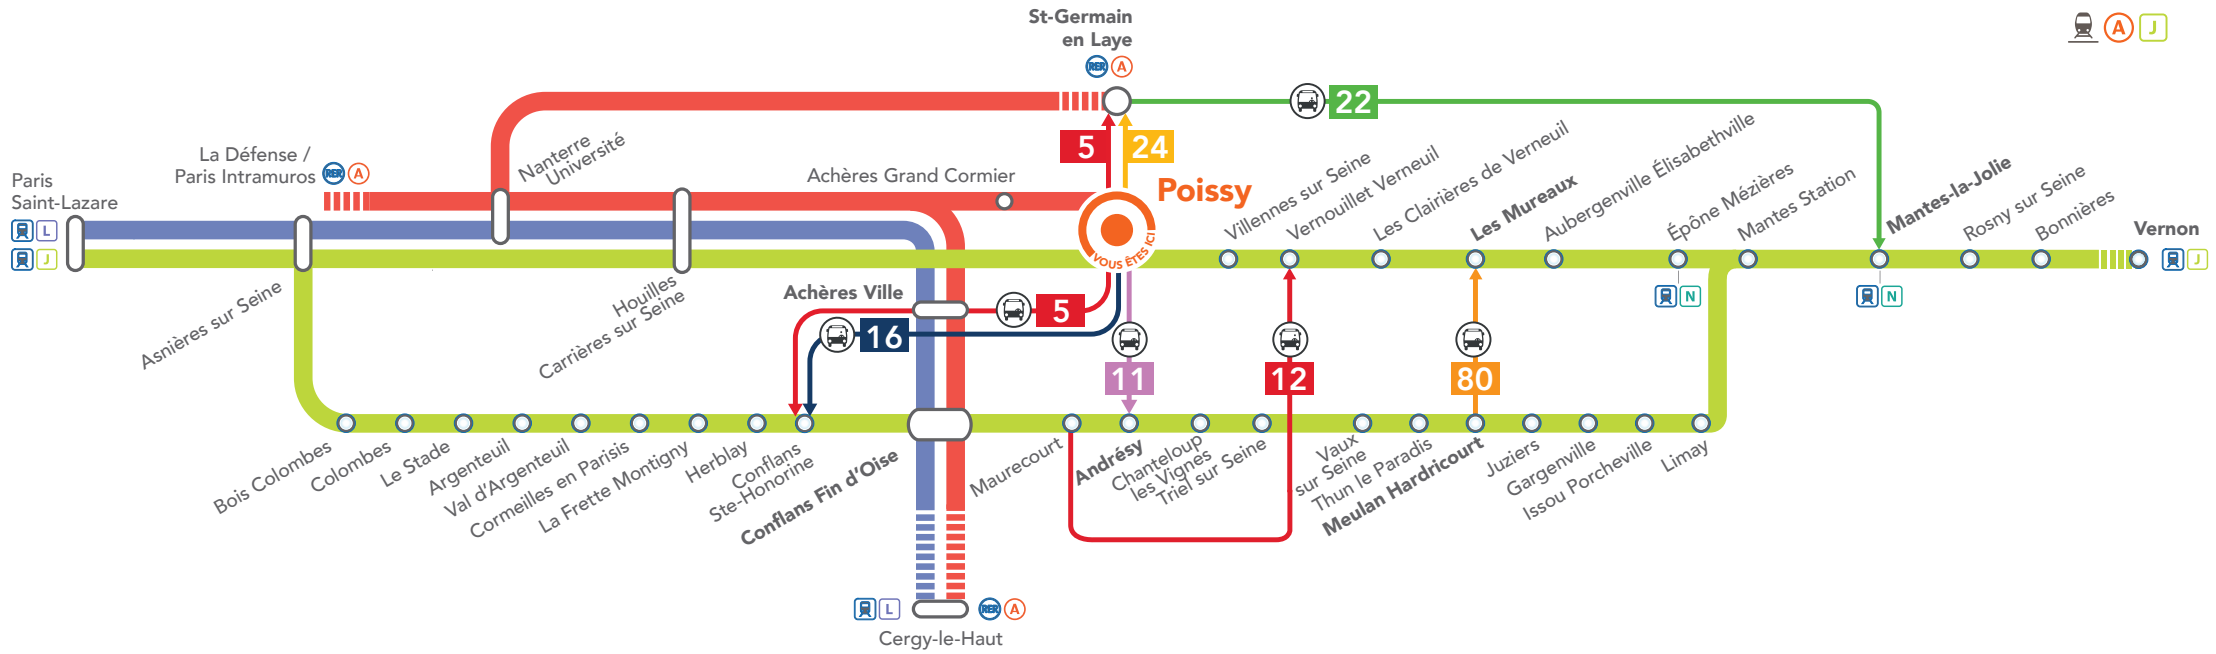 St-Germain
en Laye
RER A
A J
22
5
24
La Défense /
Paris Intramuros
RER A
Nanterre
Université
Achères Grand Cormier
Poissy
VOUS ÊTES ICI
Paris
Saint-Lazare
L
J
Villennes sur Seine
Vernouillet Verneuil
Les Clairières de Verneuil
Les Mureaux
Aubergenville Élisabethville
Épône Mézières
Mantes Station
Mantes-la-Jolie
Rosny sur Seine
Bonnières
Vernon
J
N
N
Asnières sur Seine
Houilles
Carrières sur Seine
Achères Ville
5
16
11
12
80
Bois Colombes
Colombes
Le Stade
Argenteuil
Val d'Argenteuil
Cormeilles en Parisis
La Frette Montigny
Herblay
Conflans
Ste-Honorine
Conflans Fin d'Oise
Maurecourt
Andrésy
Chanteloup
les Vignes
Triel sur Seine
Vaux
sur Seine
Thun le Paradis
Meulan Hardricourt
Juziers
Gargenville
Issou Porcheville
Limay
L
RER A
Cergy-le-Haut